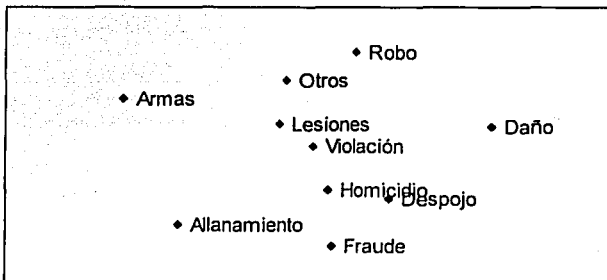 Robo
Otros
Armas
Lesiones
Daño
Violación
Homicidio
Despojo
Allanamiento
Fraude